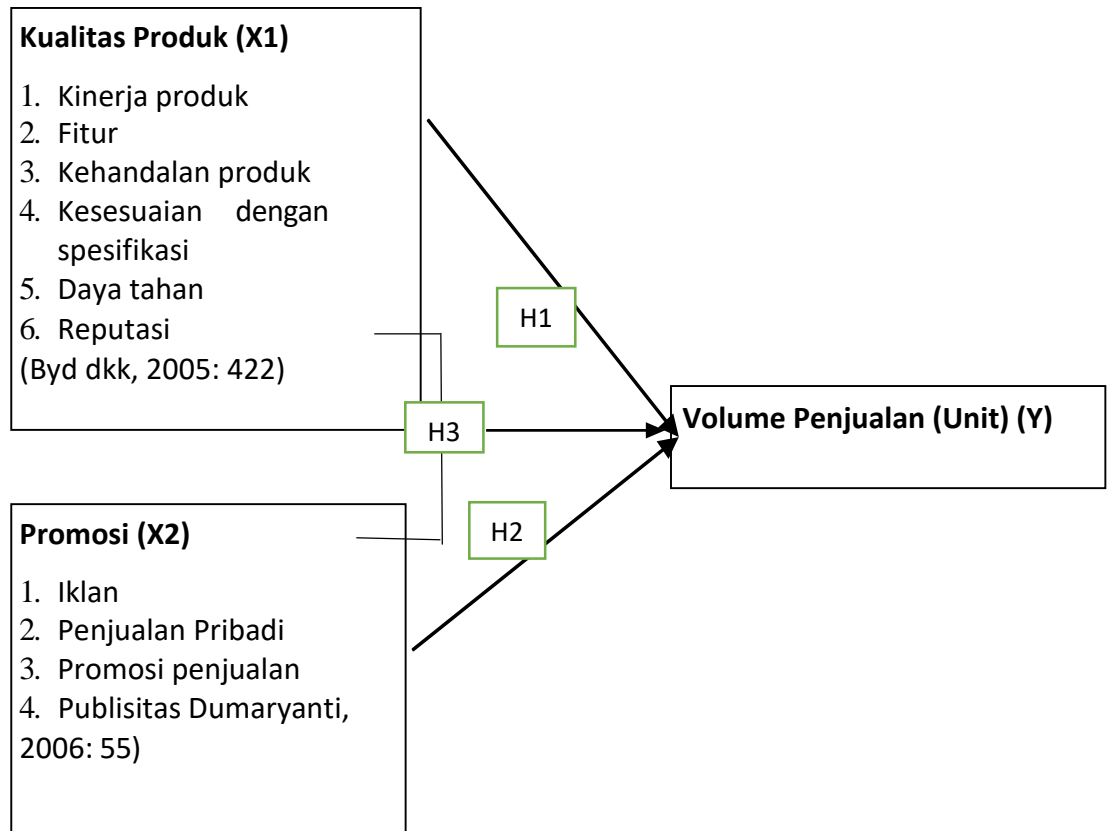 Kualitas Produk (X1)
1. Kinerja produk
2. Fitur
3. Kehandalan produk
4. Kesesuaian dengan
spesifikasi
5. Daya tahan
6. Reputasi
(Byd dkk, 2005: 422)
H1
H3
Volume Penjualan (Unit) (Y)
Promosi (X2)
H2
1. Iklan
2. Penjualan Pribadi
3. Promosi penjualan
4. Publisitas Dumaryanti,
2006: 55)